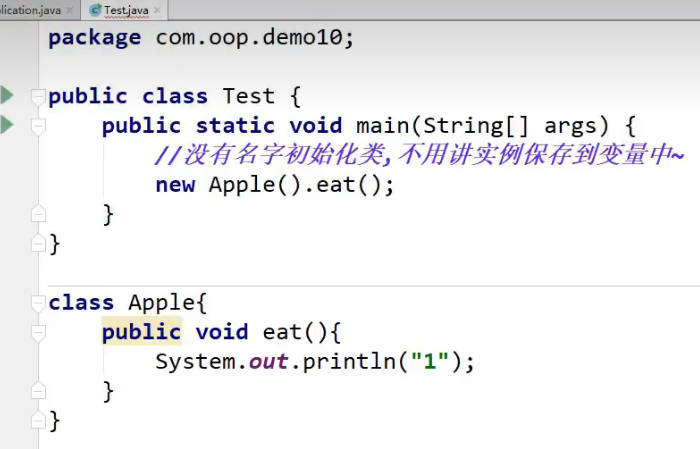 lication.java × Test.java ×
package com.oop.demo10;
public class Test {
public static void main(String[] args) {
//没有名字初始化类,不用讲实例保存到变量中~
new Apple().eat();
}
}
class Apple{
public void eat(){
System.out.println("1");
}
}